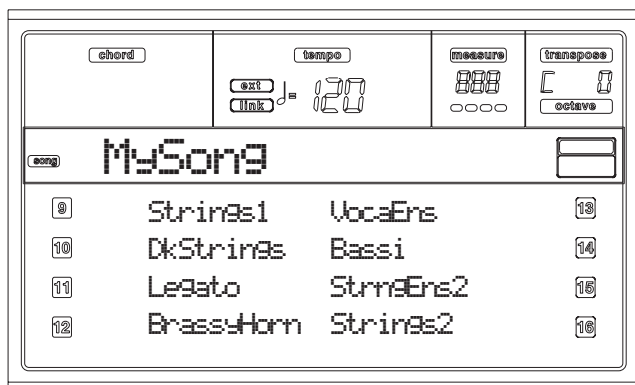 chord tempo measure transpose
ext link = 120 888 C 0
octave
song MySong
9 Strings1 VocaEns 13
10 DkStrings Bassi 14
11 Legato StrngEns2 15
12 BrassyHorn Strings2 16